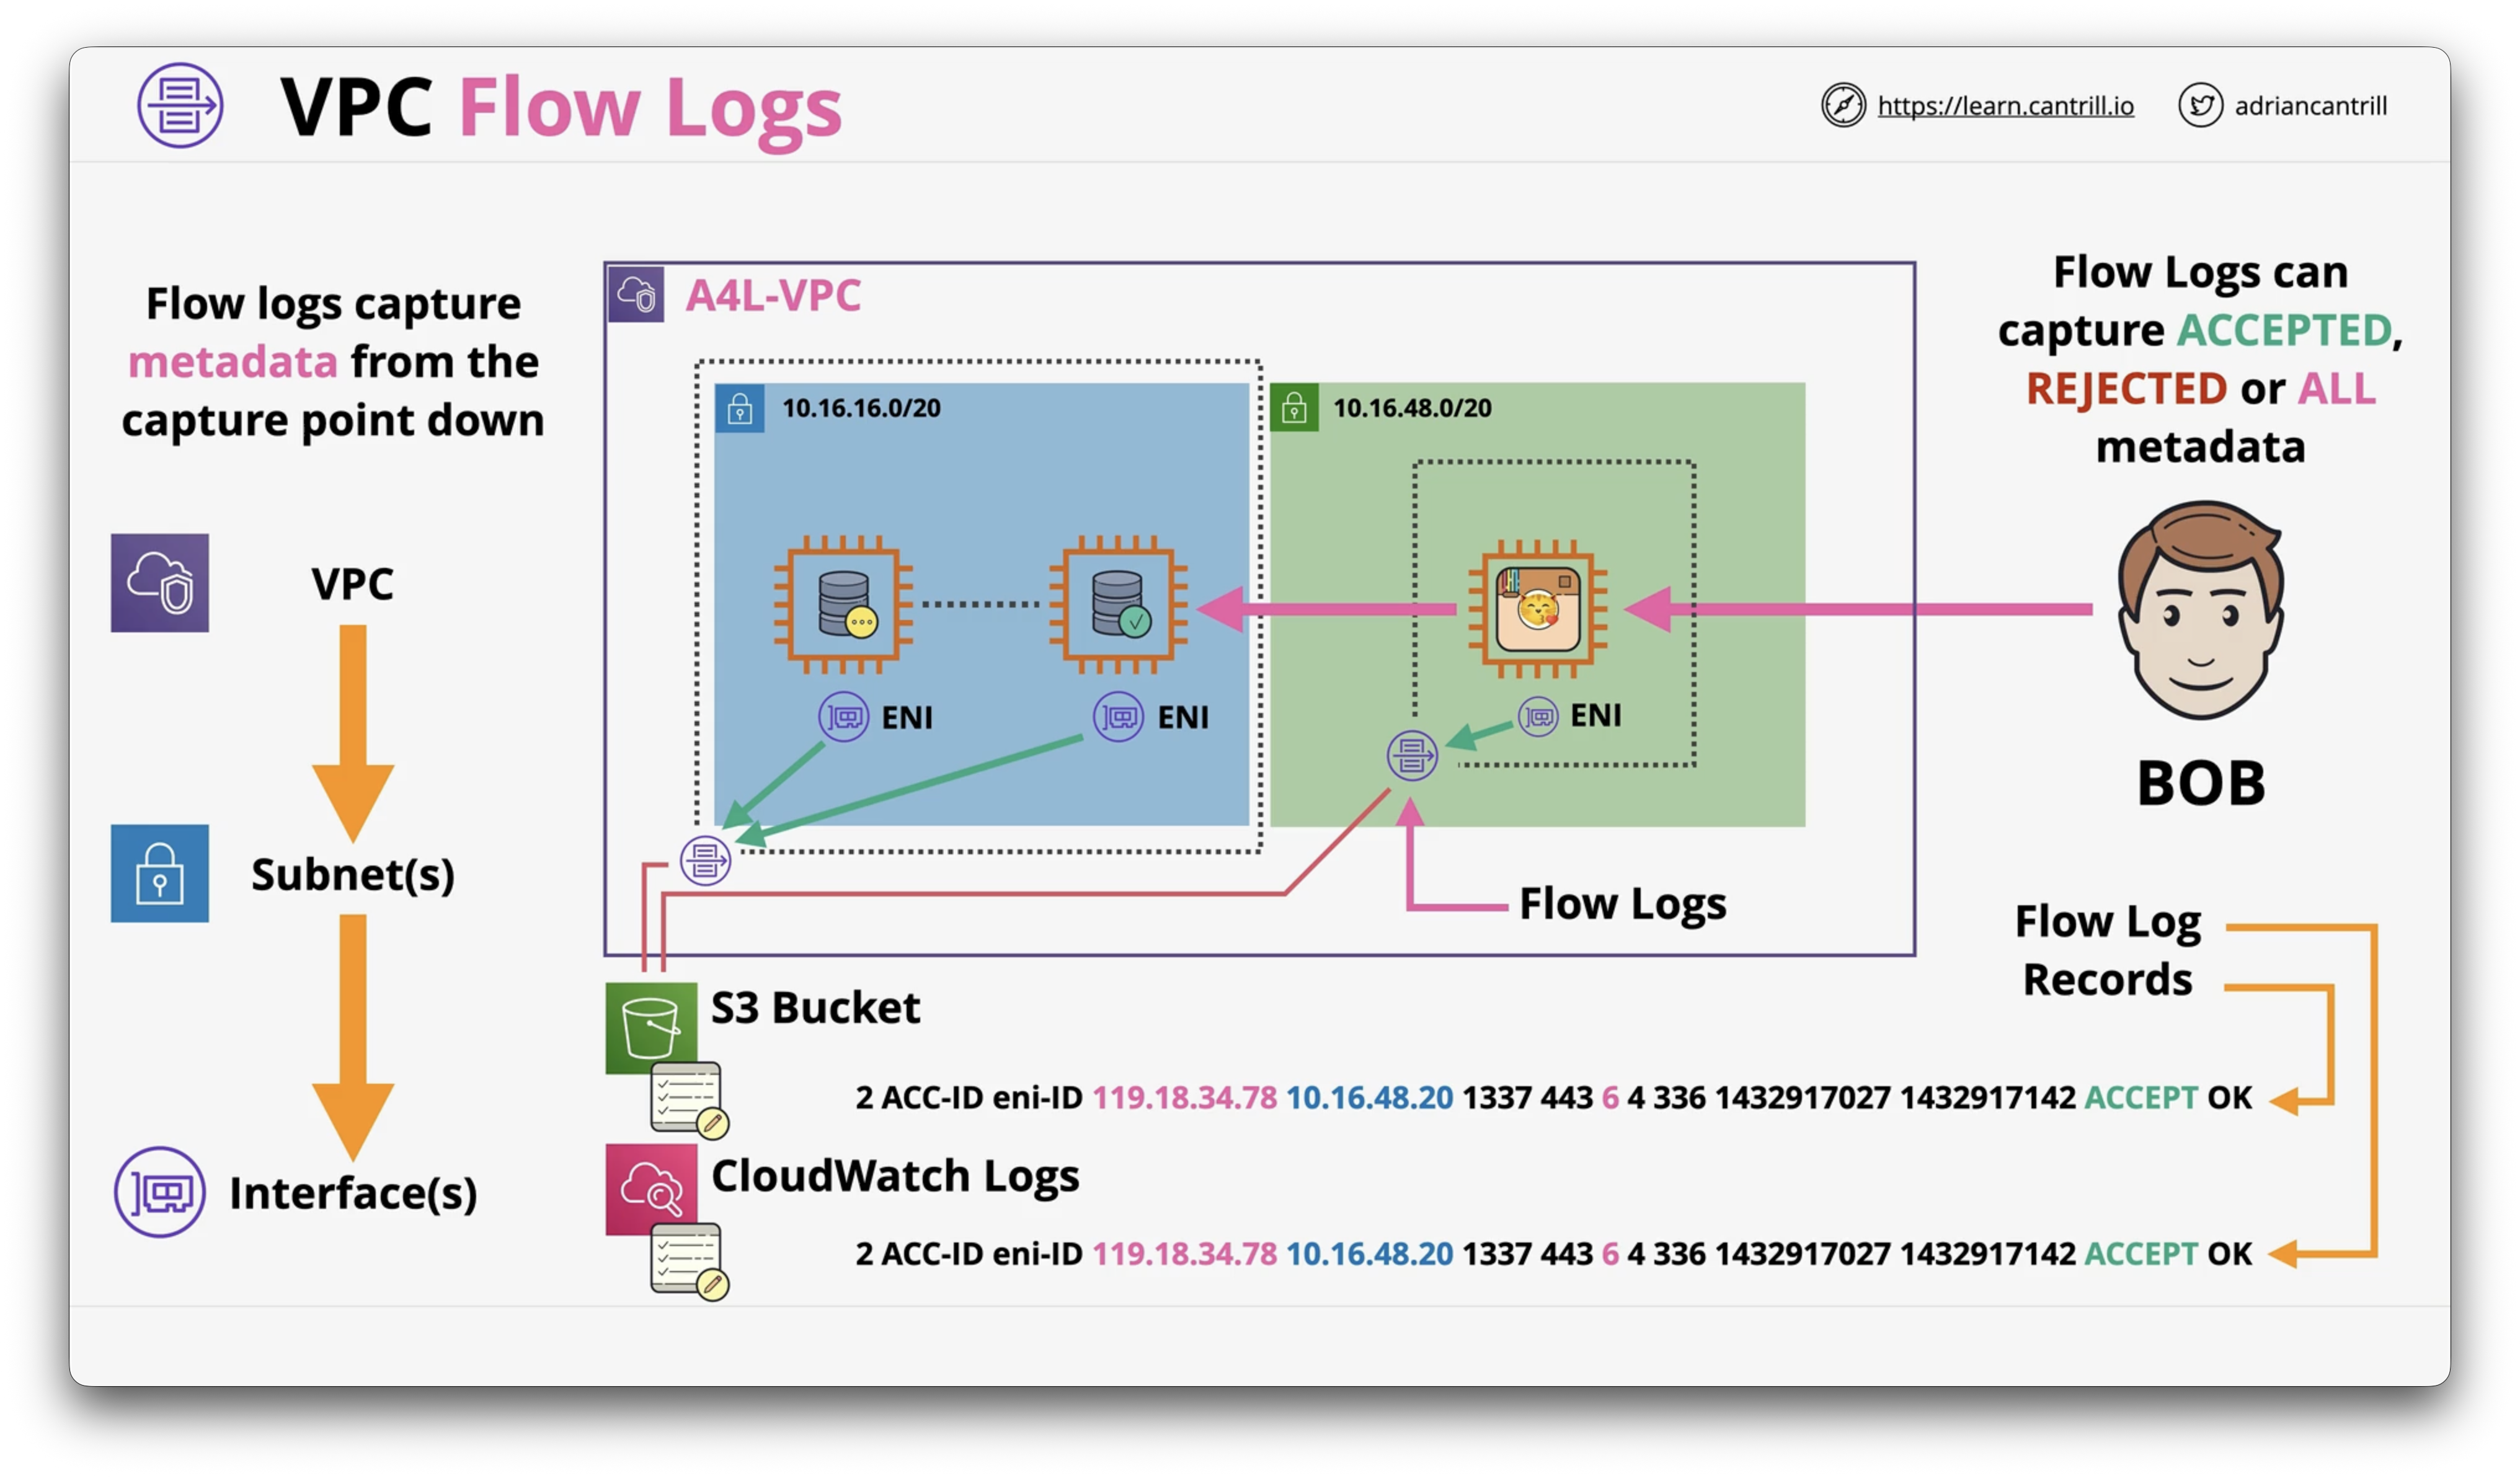 VPC Flow Logs
https://learn.cantrill.io
adriancantrill
Flow logs capture
metadata from the
capture point down
VPC
Subnet(s)
Interface(s)
A4L-VPC
10.16.16.0/20
10.16.48.0/20
ENI
ENI
ENI
Flow Logs
Flow Logs can
capture ACCEPTED,
REJECTED or ALL
metadata
BOB
Flow Log
Records
S3 Bucket
2 ACC-ID eni-ID 119.18.34.78 10.16.48.20 1337 443 6 4 336 1432917027 1432917142 ACCEPT OK
CloudWatch Logs
2 ACC-ID eni-ID 119.18.34.78 10.16.48.20 1337 443 6 4 336 1432917027 1432917142 ACCEPT OK